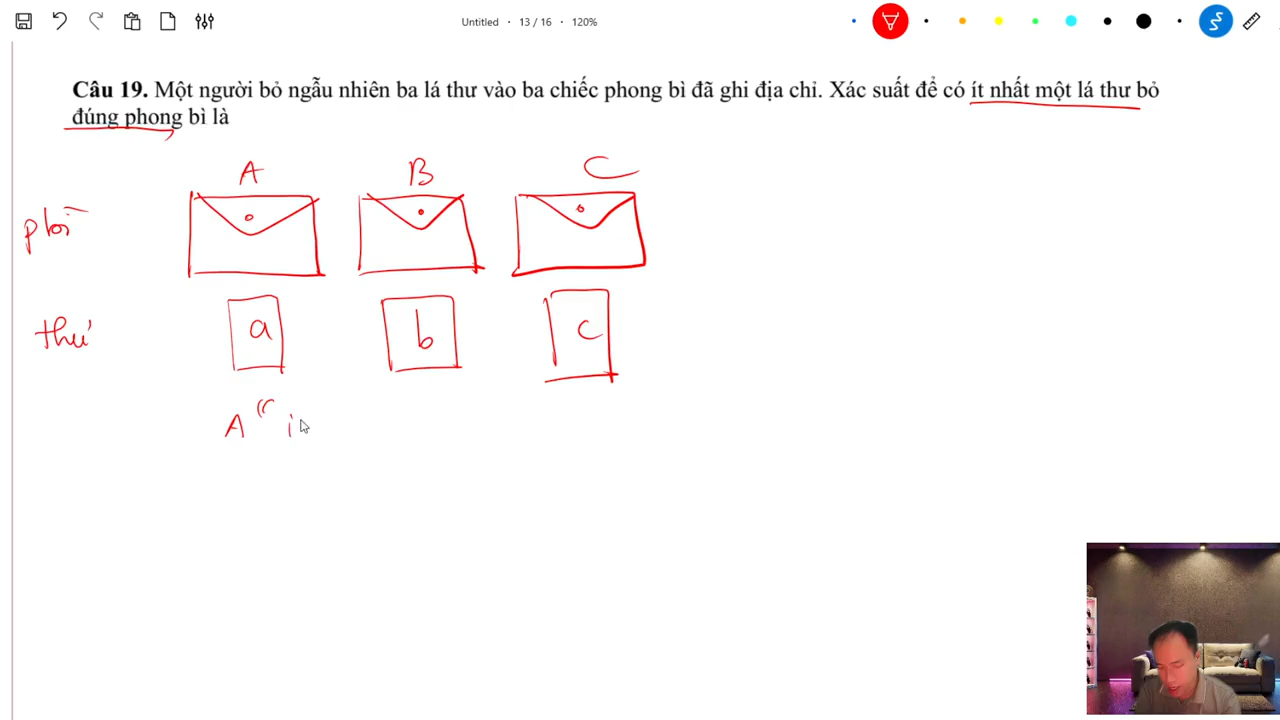 Untitled • 13 / 16 • 120%
Câu 19. Một người bỏ ngẫu nhiên ba lá thư vào ba chiếc phong bì đã ghi địa chỉ. Xác suất để có ít nhất một lá thư bỏ
đúng phong bì là
A B C
pbì
thư a b c
A "i